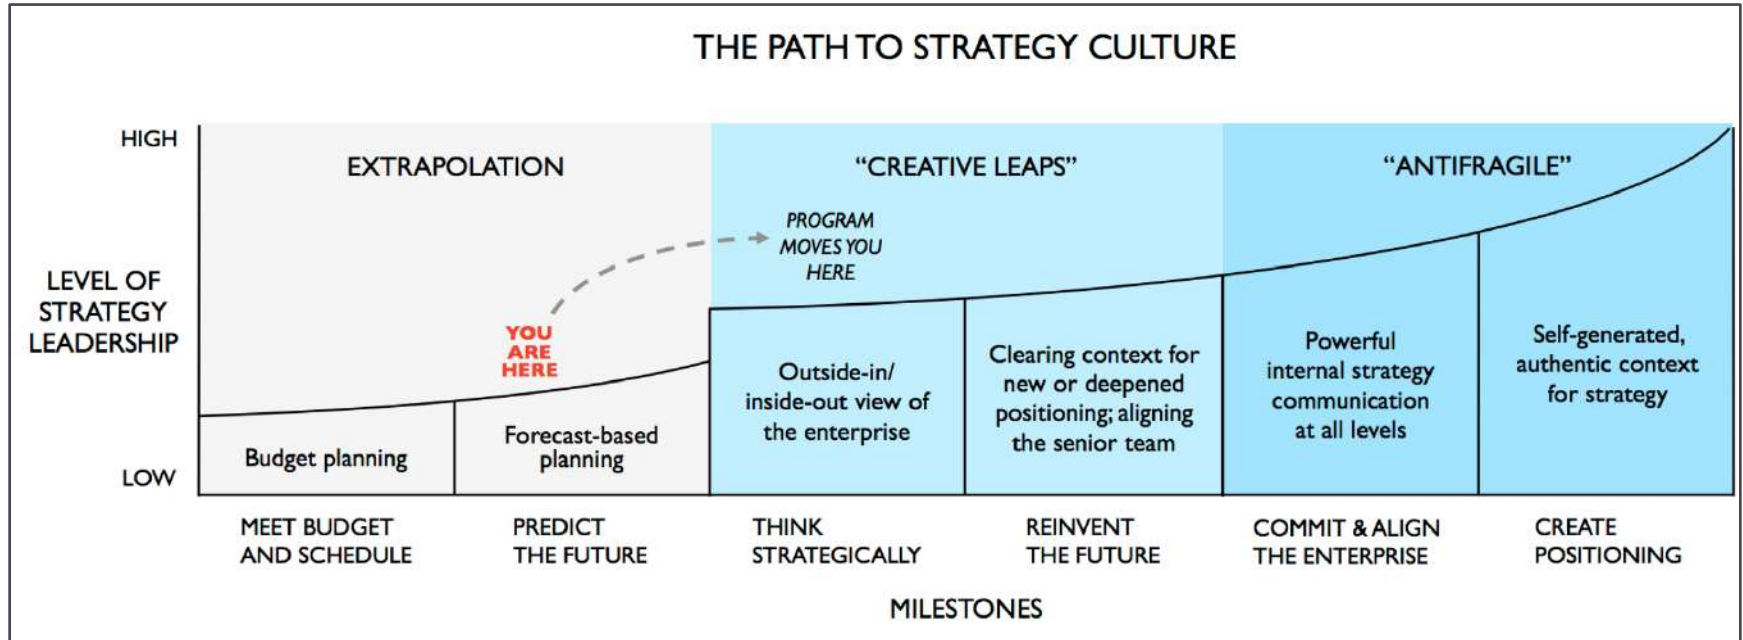 THE PATH TO STRATEGY CULTURE
HIGH
EXTRAPOLATION
“CREATIVE LEAPS”
“ANTIFRAGILE”
PROGRAM
MOVES YOU
HERE
LEVEL OF
STRATEGY
LEADERSHIP
YOU
ARE
HERE
Budget planning
Forecast-based
planning
Outside-in/
inside-out view of
the enterprise
Clearing context for
new or deepened
positioning; aligning
the senior team
Powerful
internal strategy
communication
at all levels
Self-generated,
authentic context
for strategy
LOW
MEET BUDGET
AND SCHEDULE
PREDICT
THE FUTURE
THINK
STRATEGICALLY
REINVENT
THE FUTURE
COMMIT & ALIGN
THE ENTERPRISE
CREATE
POSITIONING
MILESTONES